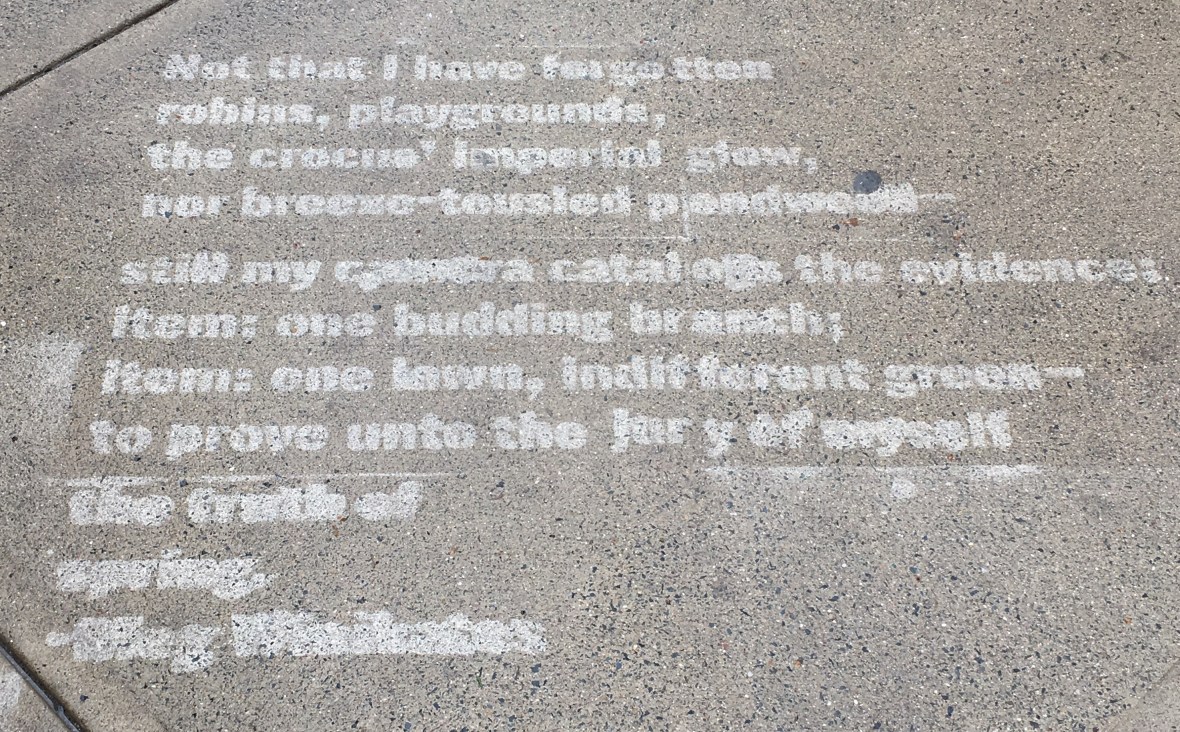 Not that I have forgotten
robins, playgrounds,
the crocus' imperial glow,
nor breeze-tousled pondweed—
still my camera catalogs the evidence;
item: one budding branch;
item: one lawn, indifferent green—
to prove unto the jury of myself
the truth of
spring.
-Meg